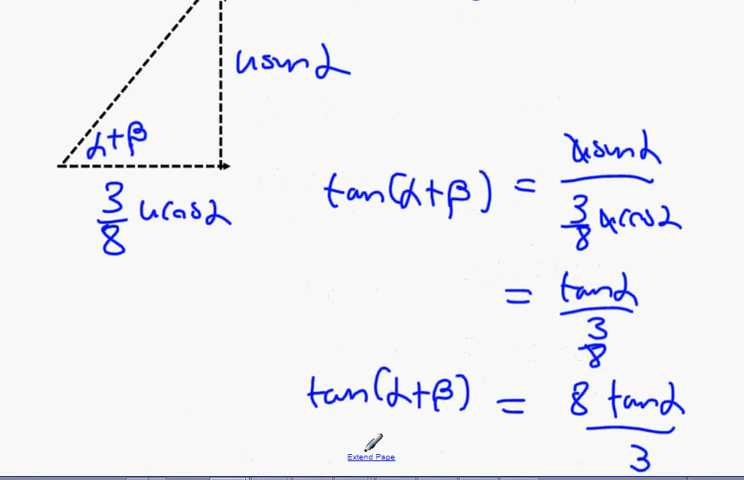 u sin α
α+β
3/8 u cos α
tan(α+β) = u sin α / 3/8 u cos α
= tan α / 3/8
tan(α+β) = 8 tan α / 3
Extend Page